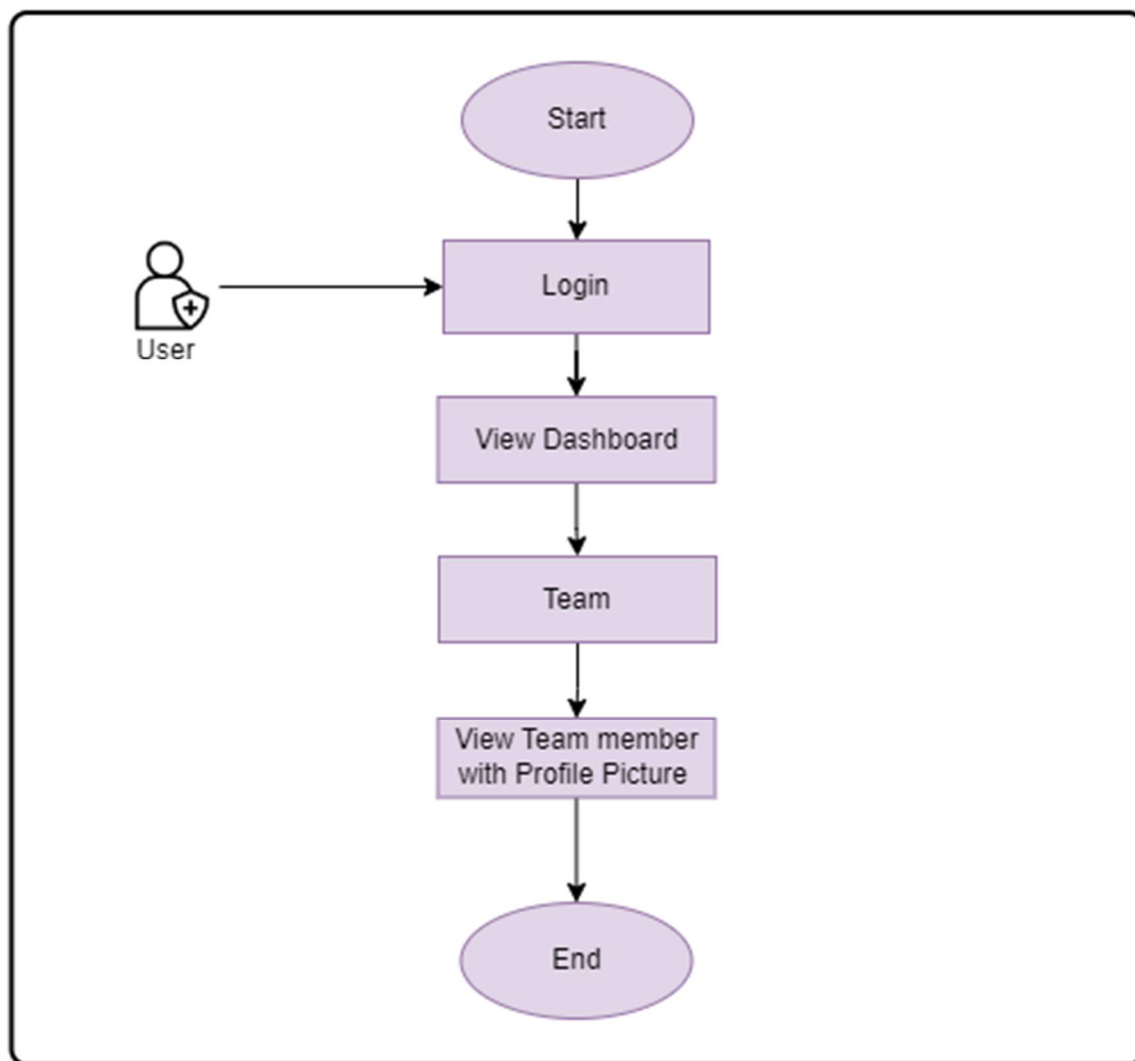 Start
Login
User
View Dashboard
Team
View Team member
with Profile Picture
End